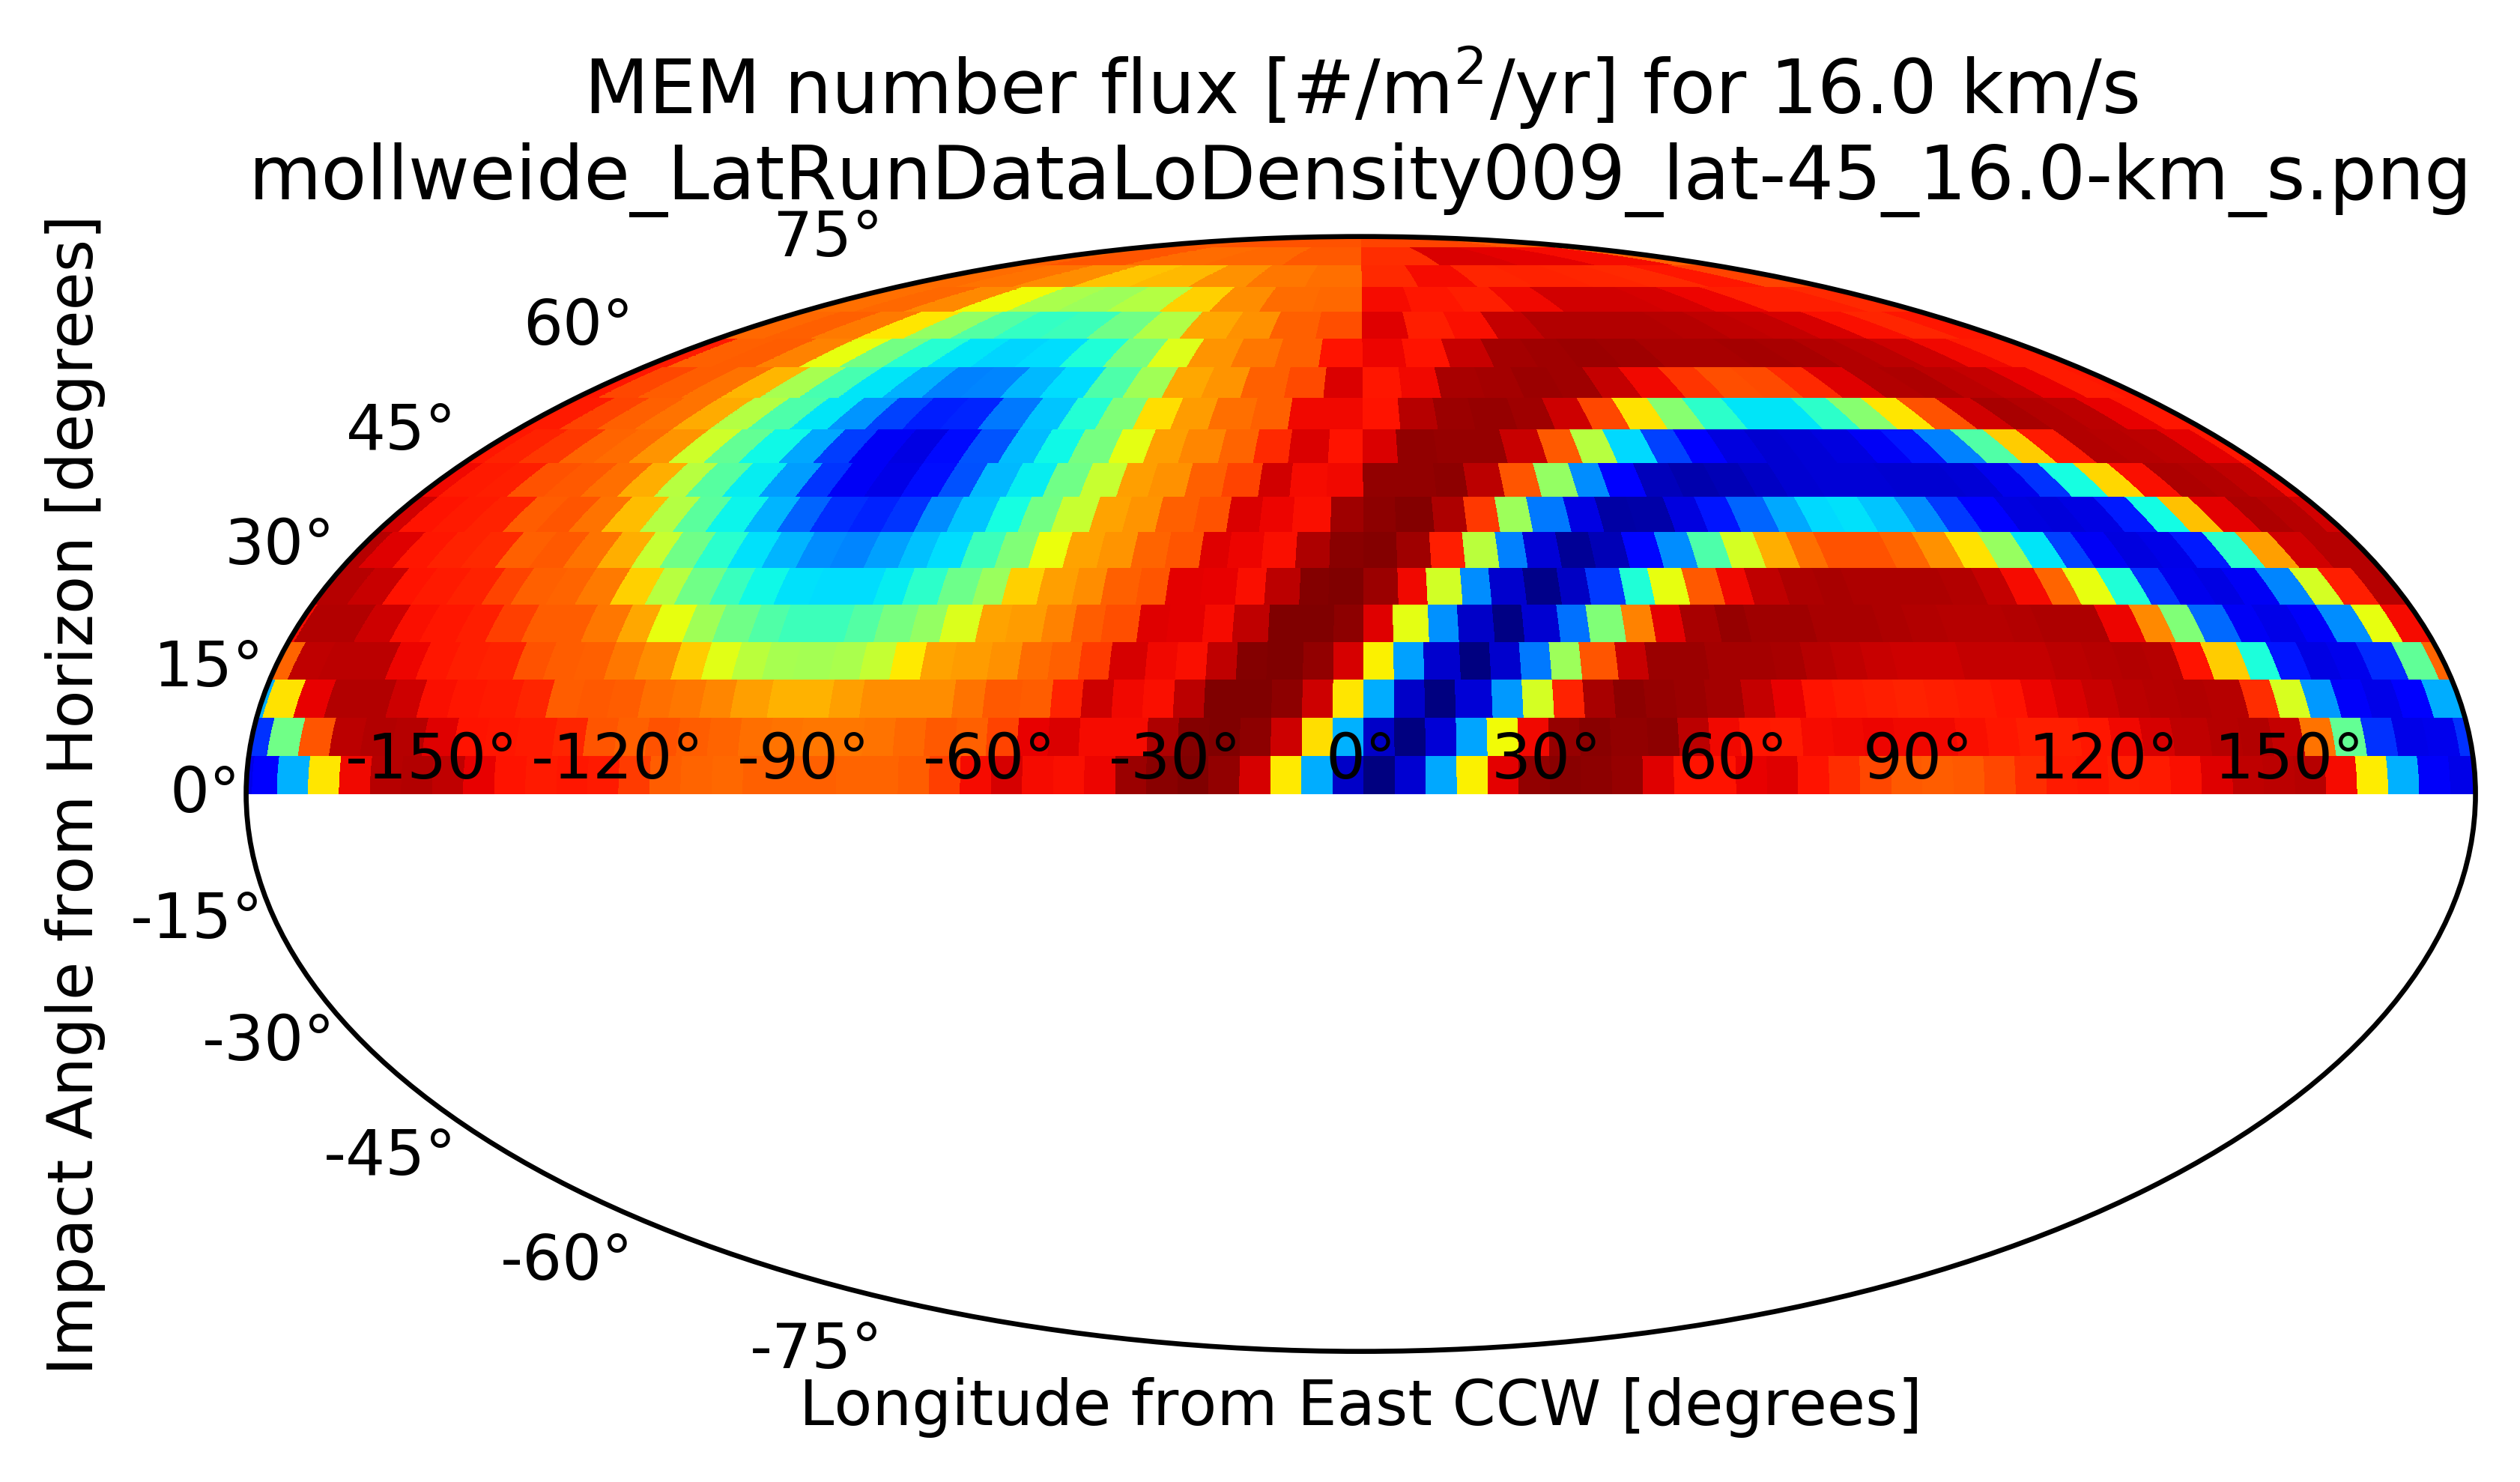 MEM number flux [#/m²/yr] for 16.0 km/s
mollweide_LatRunDataLoDensity009_lat-45_16.0-km_s.png
75°
60°
45°
30°
15°
0°
-15°
-30°
-45°
-60°
-75°
-150° -120° -90° -60° -30° 0° 30° 60° 90° 120° 150°
Impact Angle from Horizon [degrees]
Longitude from East CCW [degrees]